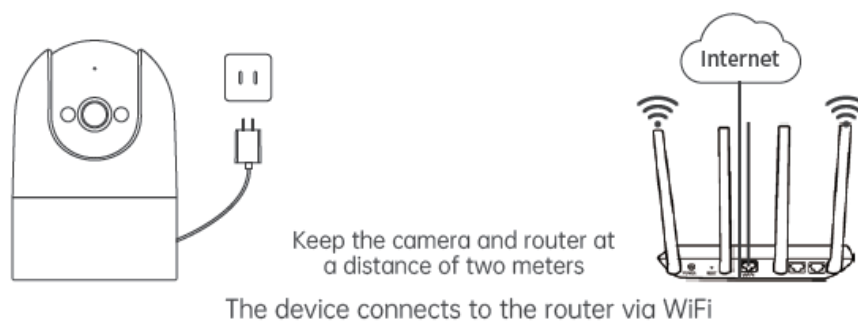 Internet
Keep the camera and router at
a distance of two meters
The device connects to the router via WiFi